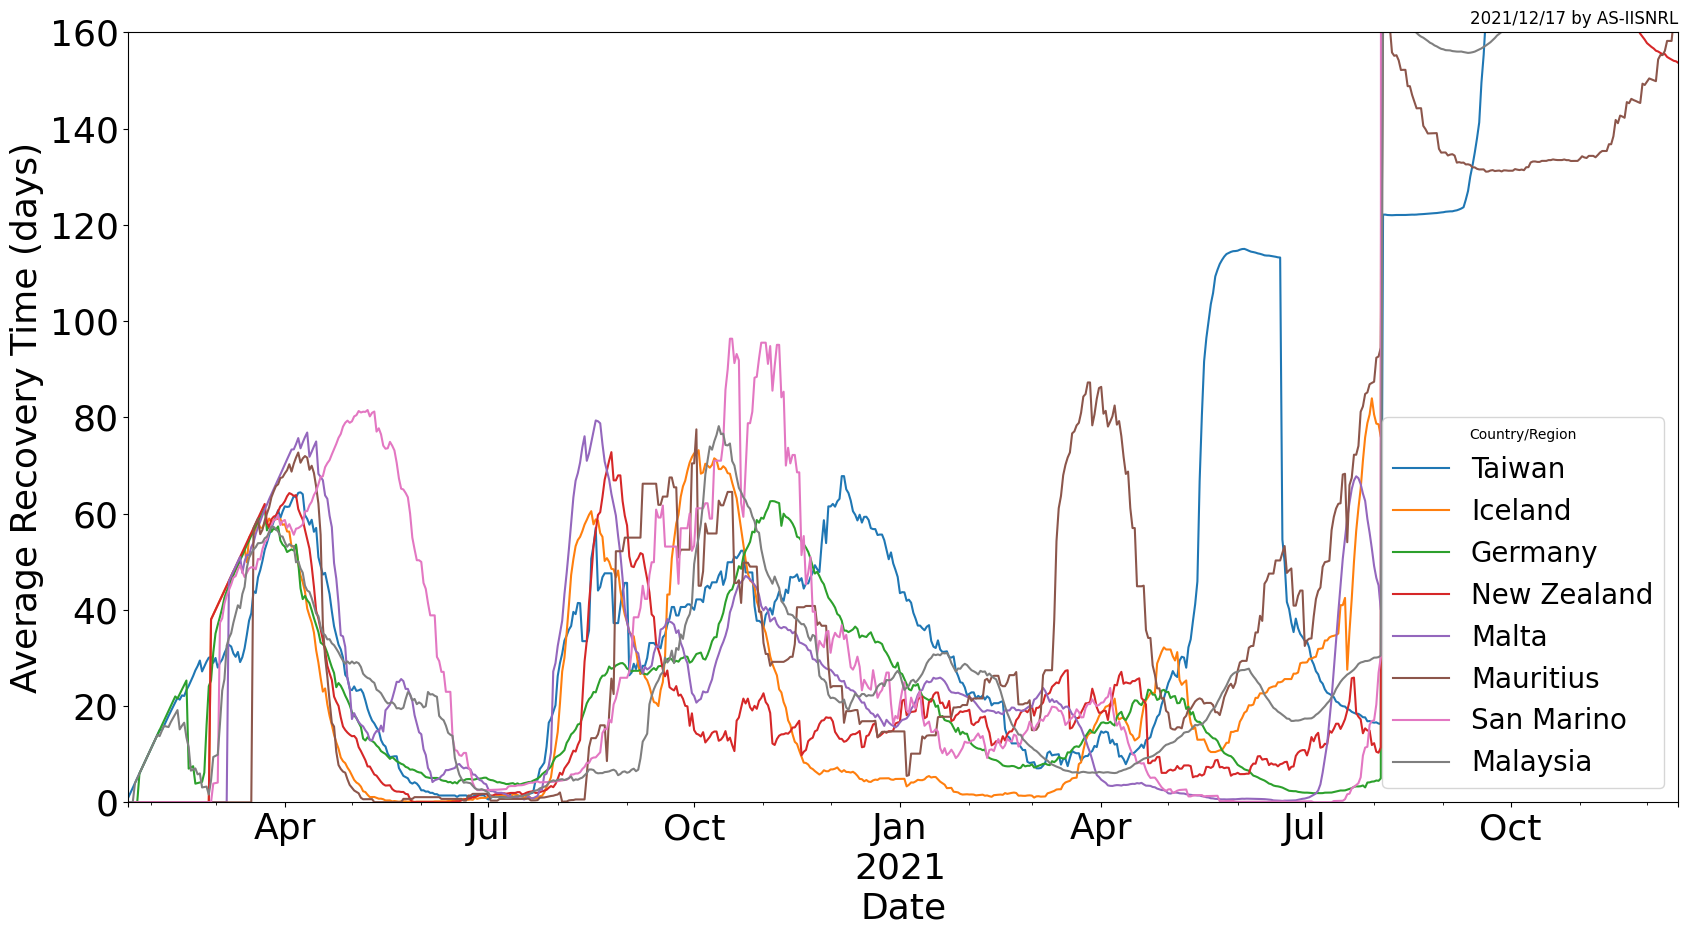 2021/12/17 by AS-IISNRL
160
140
120
100
80
60
40
20
0
Average Recovery Time (days)
Country/Region
Taiwan
Iceland
Germany
New Zealand
Malta
Mauritius
San Marino
Malaysia
Apr Jul Oct Jan Apr Jul Oct
2021
Date